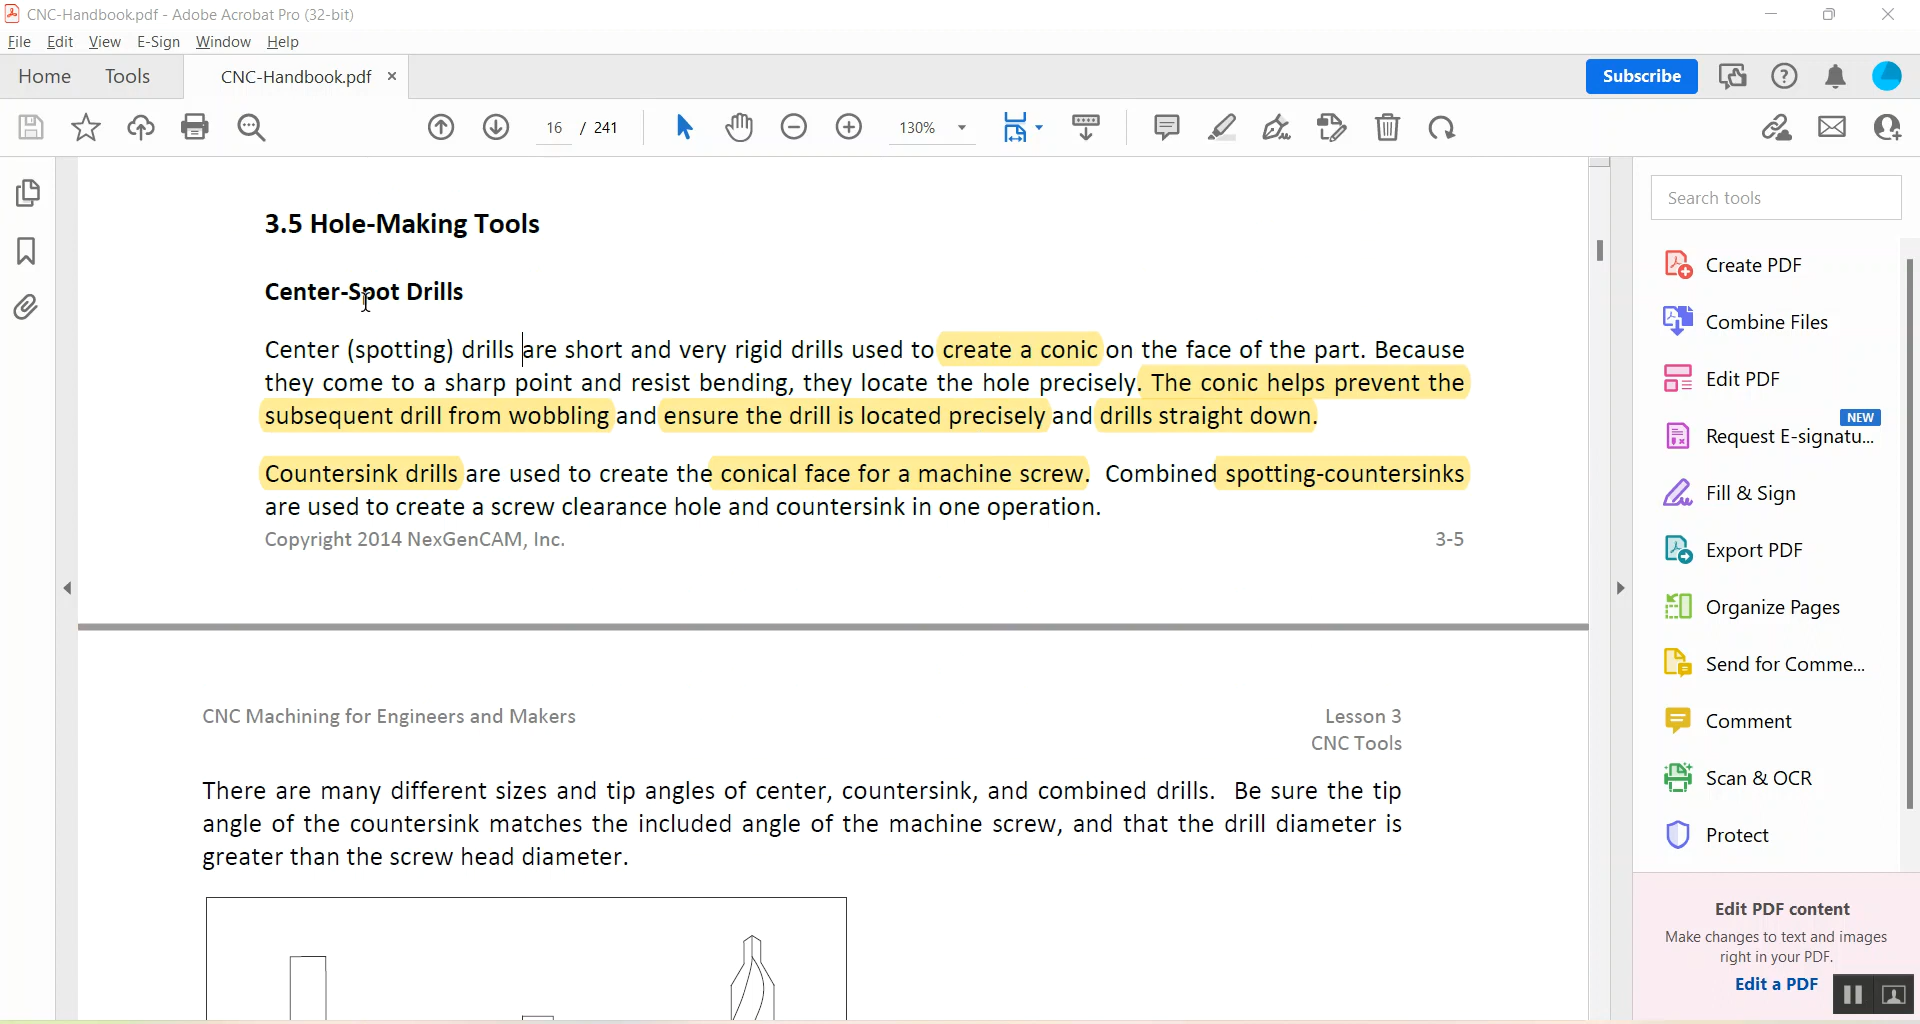 CNC-Handbook.pdf - Adobe Acrobat Pro (32-bit)
File Edit View E-Sign Window Help
Home Tools CNC-Handbook.pdf × Subscribe
16 / 241 130%
Search tools
3.5 Hole-Making Tools
Center-Spot Drills
Center (spotting) drills are short and very rigid drills used to create a conic on the face of the part. Because
they come to a sharp point and resist bending, they locate the hole precisely. The conic helps prevent the
subsequent drill from wobbling and ensure the drill is located precisely and drills straight down.
Countersink drills are used to create the conical face for a machine screw. Combined spotting-countersinks
are used to create a screw clearance hole and countersink in one operation.
Copyright 2014 NexGenCAM, Inc. 3-5
CNC Machining for Engineers and Makers Lesson 3
CNC Tools
There are many different sizes and tip angles of center, countersink, and combined drills. Be sure the tip
angle of the countersink matches the included angle of the machine screw, and that the drill diameter is
greater than the screw head diameter.
Create PDF
Combine Files
Edit PDF
NEW
Request E-signatu...
Fill & Sign
Export PDF
Organize Pages
Send for Comme...
Comment
Scan & OCR
Protect
Edit PDF content
Make changes to text and images
right in your PDF.
Edit a PDF